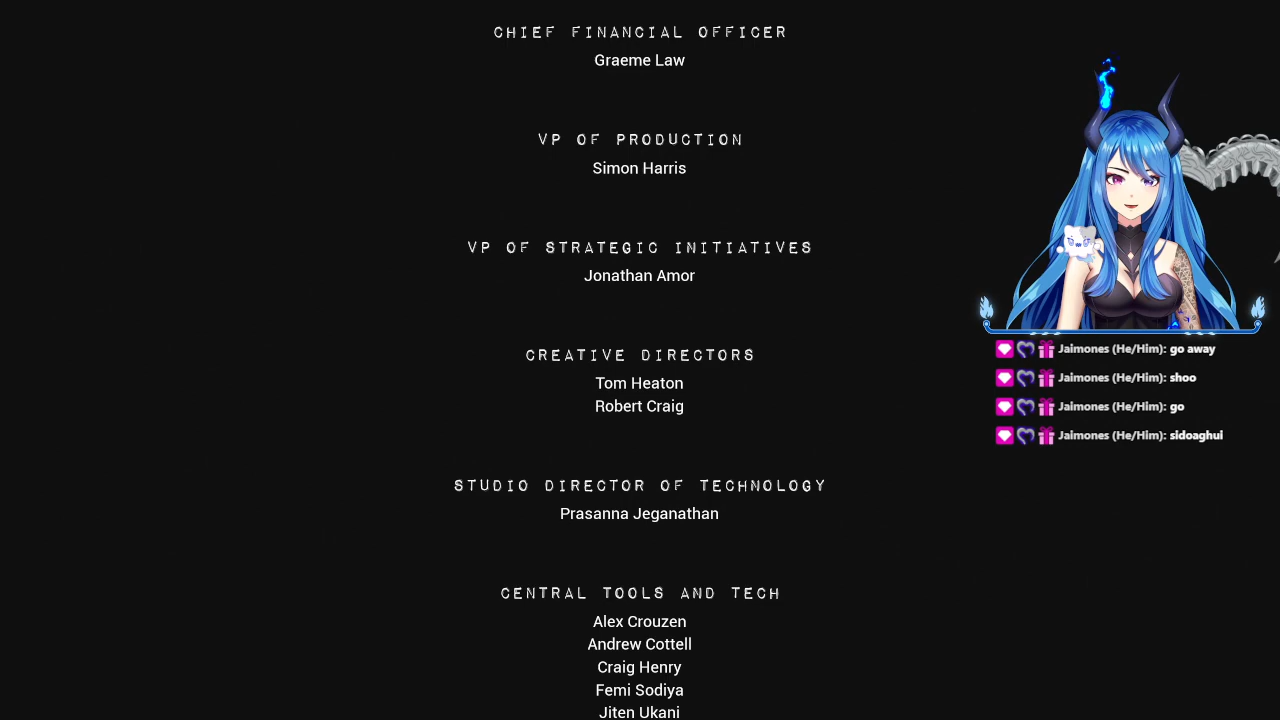 CHIEF FINANCIAL OFFICER
Graeme Law
VP OF PRODUCTION
Simon Harris
VP OF STRATEGIC INITIATIVES
Jonathan Amor
CREATIVE DIRECTORS
Tom Heaton
Robert Craig
STUDIO DIRECTOR OF TECHNOLOGY
Prasanna Jeganathan
CENTRAL TOOLS AND TECH
Alex Crouzen
Andrew Cottell
Craig Henry
Femi Sodiya
Jiten Ukani
Jaimones (He/Him): go away
Jaimones (He/Him): shoo
Jaimones (He/Him): go
Jaimones (He/Him): sidoaghui